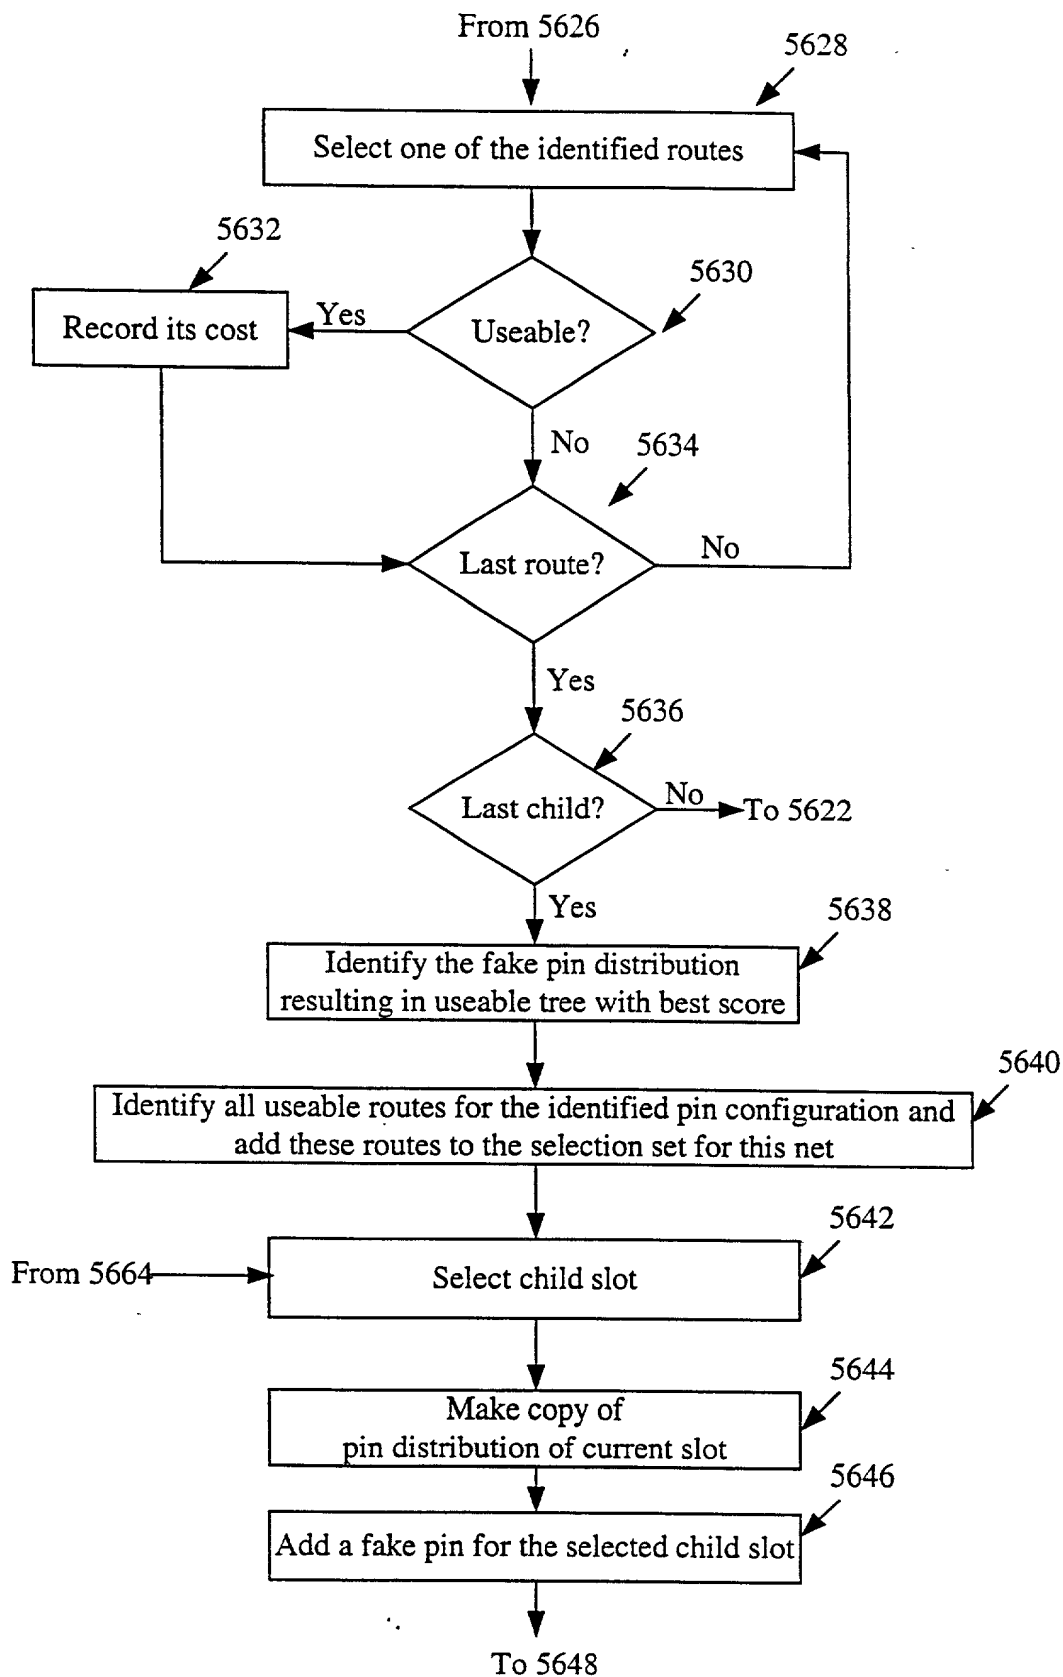 From 5626
5628
Select one of the identified routes
5632
5630
Record its cost
Yes
Useable?
No
5634
Last route?
No
Yes
5636
Last child?
No
To 5622
Yes
5638
Identify the fake pin distribution
resulting in useable tree with best score
5640
Identify all useable routes for the identified pin configuration and
add these routes to the selection set for this net
5642
From 5664
Select child slot
5644
Make copy of
pin distribution of current slot
5646
Add a fake pin for the selected child slot
To 5648